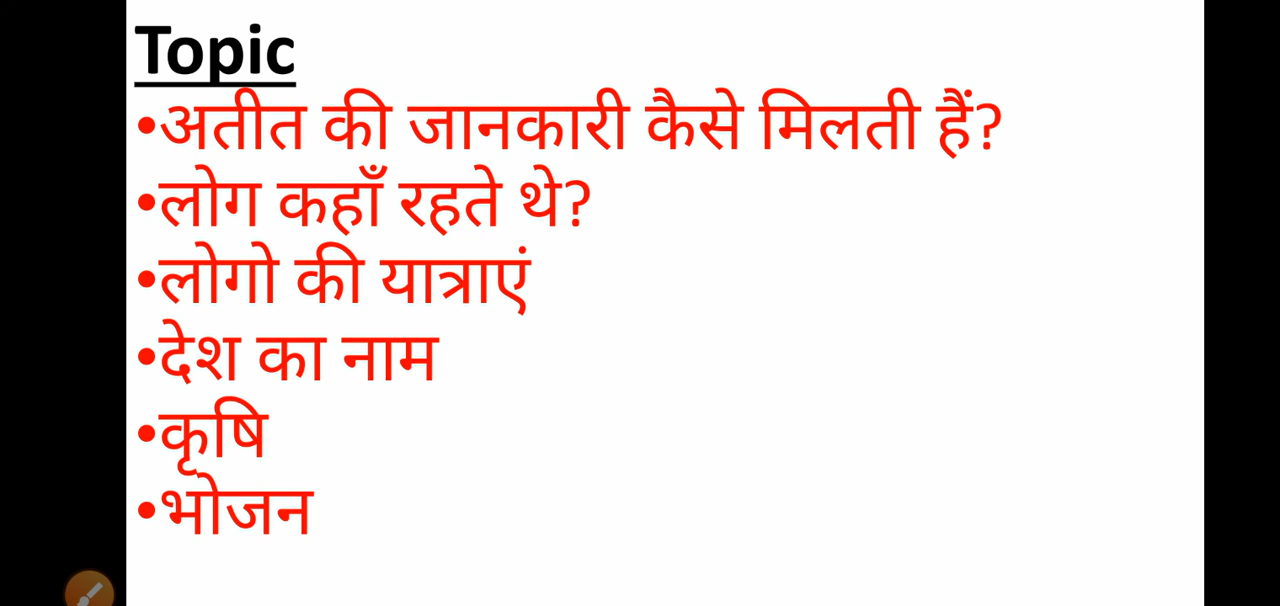 Topic
•अतीत की जानकारी कैसे मिलती हैं?
•लोग कहाँ रहते थे?
•लोगो की यात्राएं
•देश का नाम
•कृषि
•भोजन